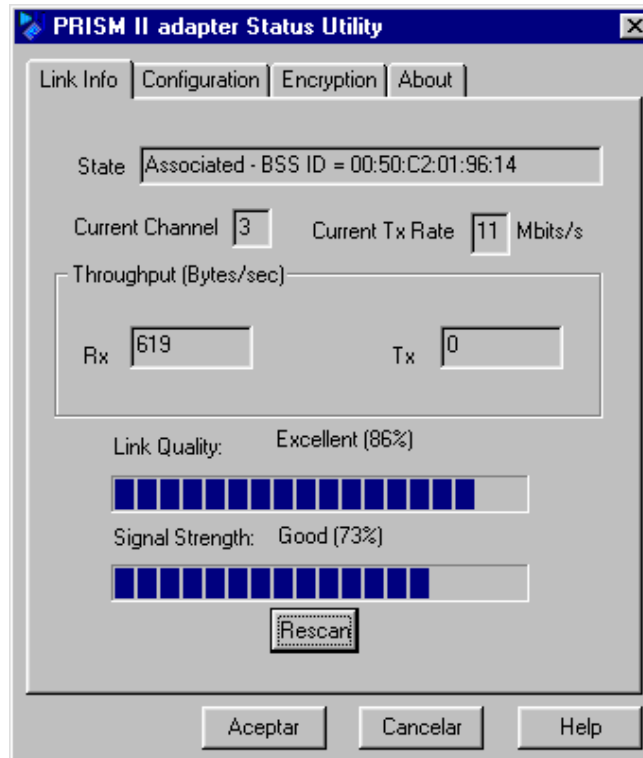 PRISM II adapter Status Utility
Link Info Configuration Encryption About
State Associated - BSS ID = 00:50:C2:01:96:14
Current Channel 3 Current Tx Rate 11 Mbits/s
Throughput (Bytes/sec)
Rx 619 Tx 0
Link Quality: Excellent (86%)
Signal Strength: Good (73%)
Rescan
Aceptar Cancelar Help